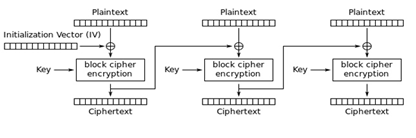 Plaintext Plaintext Plaintext
Initialization Vector (IV)
Key block cipher encryption Key block cipher encryption Key block cipher encryption
Ciphertext Ciphertext Ciphertext